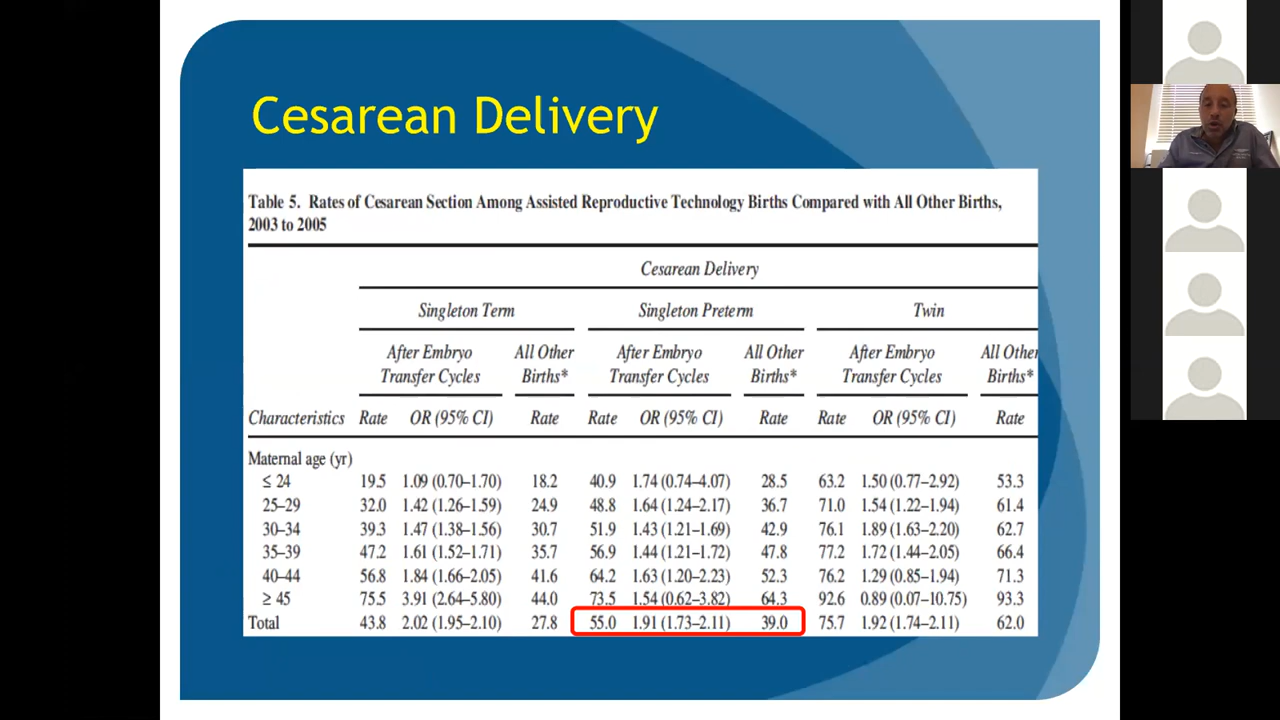 Cesarean Delivery
Table 5. Rates of Cesarean Section Among Assisted Reproductive Technology Births Compared with All Other Births,
2003 to 2005
Cesarean Delivery
Singleton Term Singleton Preterm Twin
After Embryo All Other After Embryo All Other After Embryo All Other
Transfer Cycles Births* Transfer Cycles Births* Transfer Cycles Births*
Characteristics Rate OR (95% CI) Rate Rate OR (95% CI) Rate Rate OR (95% CI) Rate
Maternal age (yr)
≤ 24 19.5 1.09 (0.70–1.70) 18.2 40.9 1.74 (0.74–4.07) 28.5 63.2 1.50 (0.77–2.92) 53.3
25–29 32.0 1.42 (1.26–1.59) 24.9 48.8 1.64 (1.24–2.17) 36.7 71.0 1.54 (1.22–1.94) 61.4
30–34 39.3 1.47 (1.38–1.56) 30.7 51.9 1.43 (1.21–1.69) 42.9 76.1 1.89 (1.63–2.20) 62.7
35–39 47.2 1.61 (1.52–1.71) 35.7 56.9 1.44 (1.21–1.72) 47.8 77.2 1.72 (1.44–2.05) 66.4
40–44 56.8 1.84 (1.66–2.05) 41.6 64.2 1.63 (1.20–2.23) 52.3 76.2 1.29 (0.85–1.94) 71.3
≥ 45 75.5 3.91 (2.64–5.80) 44.0 73.5 1.54 (0.62–3.82) 64.3 92.6 0.89 (0.07–10.75) 93.3
Total 43.8 2.02 (1.95–2.10) 27.8 55.0 1.91 (1.73–2.11) 39.0 75.7 1.92 (1.74–2.11) 62.0